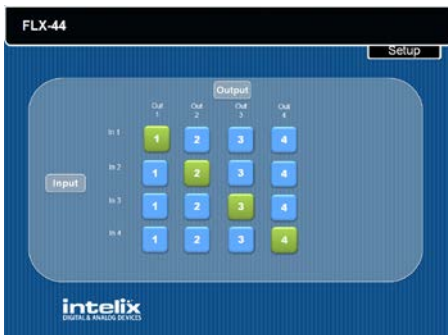 FLX-44
Setup
Output
Out 1 Out 2 Out 3 Out 4
In 1 1 2 3 4
In 2 1 2 3 4
Input
In 3 1 2 3 4
In 4 1 2 3 4
intelix
DIGITAL & ANALOG DEVICES